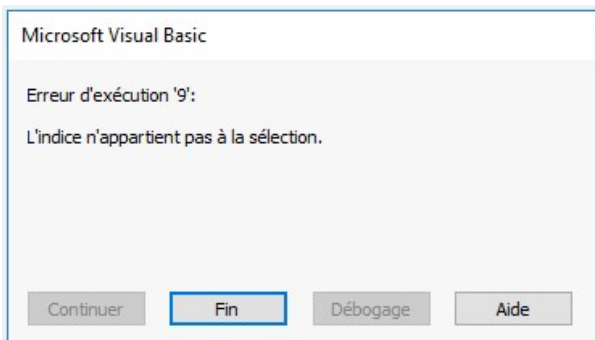 Microsoft Visual Basic
Erreur d'exécution '9':
L'indice n'appartient pas à la sélection.
Continuer Fin Débogage Aide